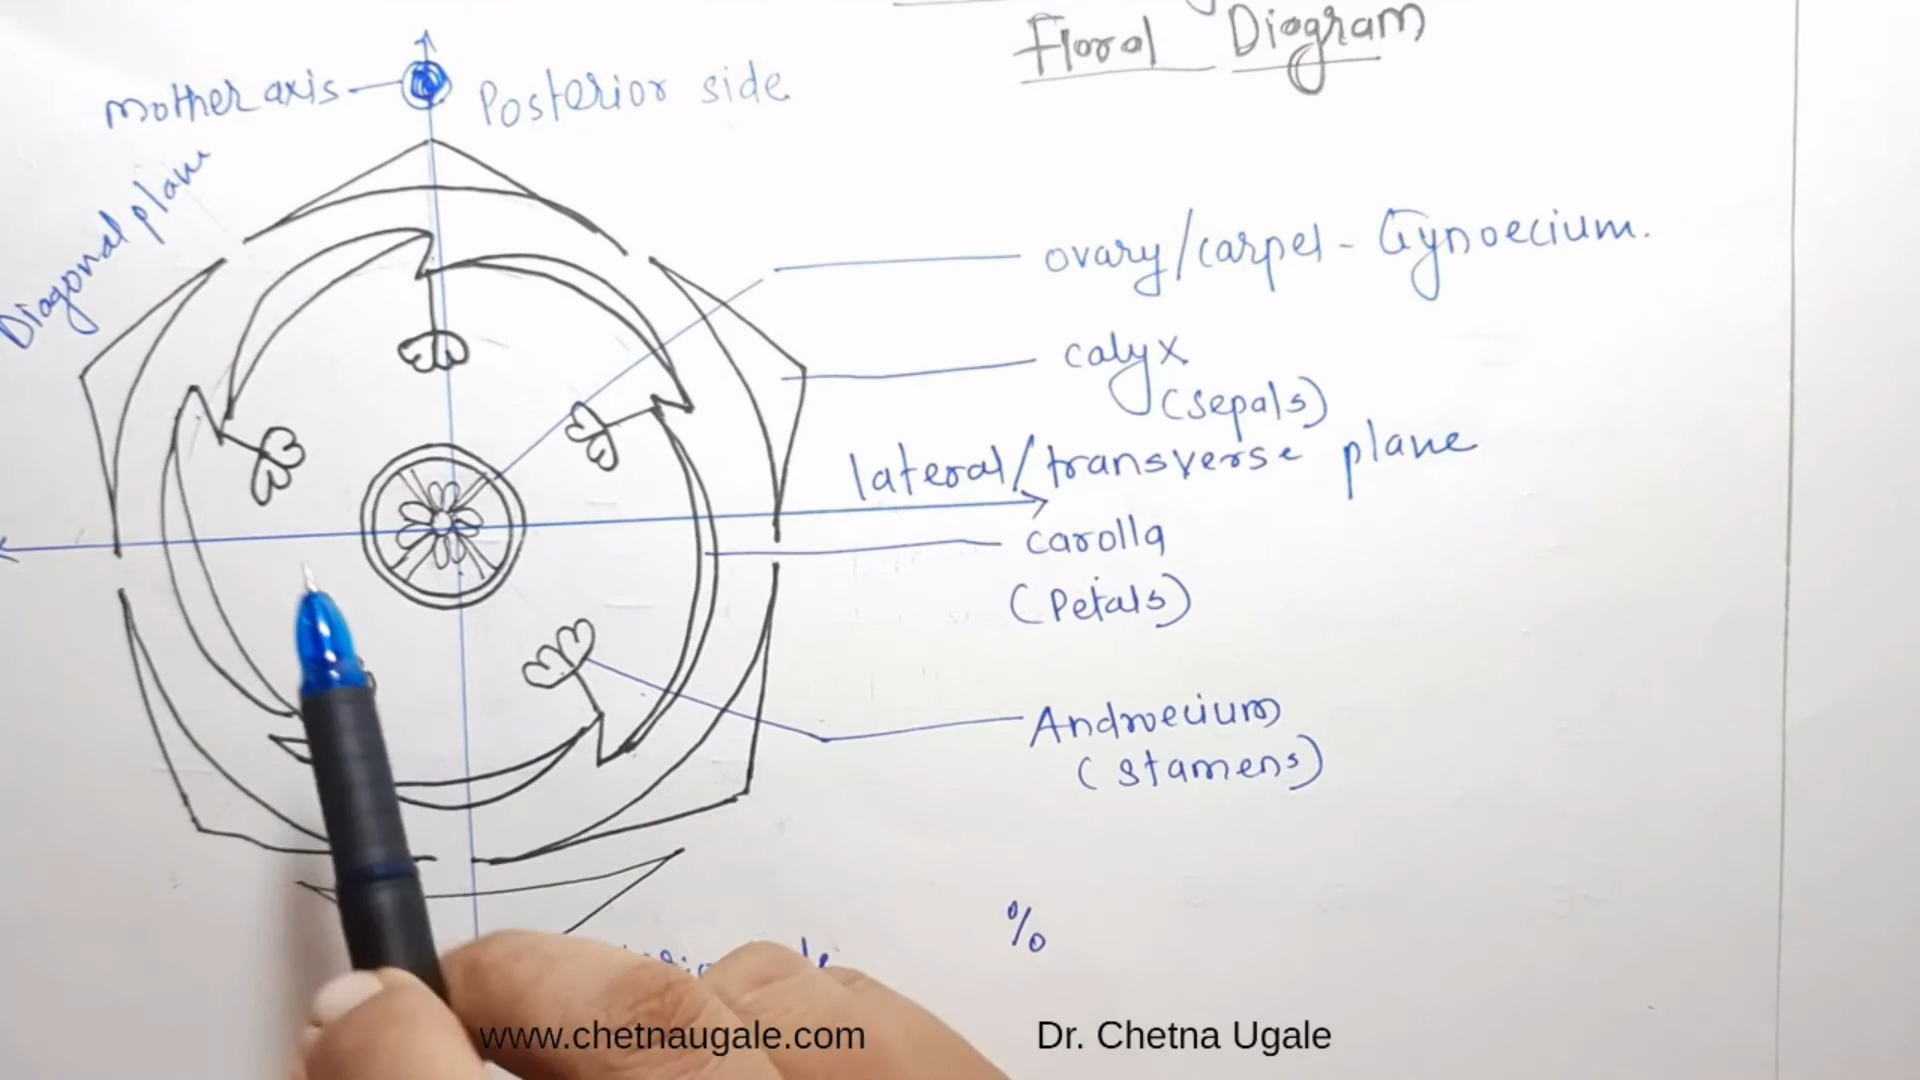 Floral Diagram
mother axis
Posterior side
Diagonal plane
ovary/carpel - Gynoecium.
calyx
(sepals)
lateral/transverse plane
carolla
(Petals)
Androecium
(stamens)
%
www.chetnaugale.com
Dr. Chetna Ugale